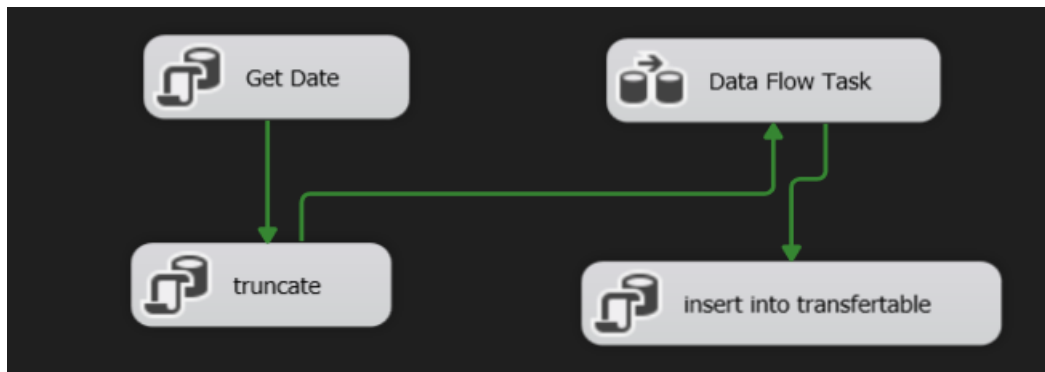 Get Date
Data Flow Task
truncate
insert into transfertable